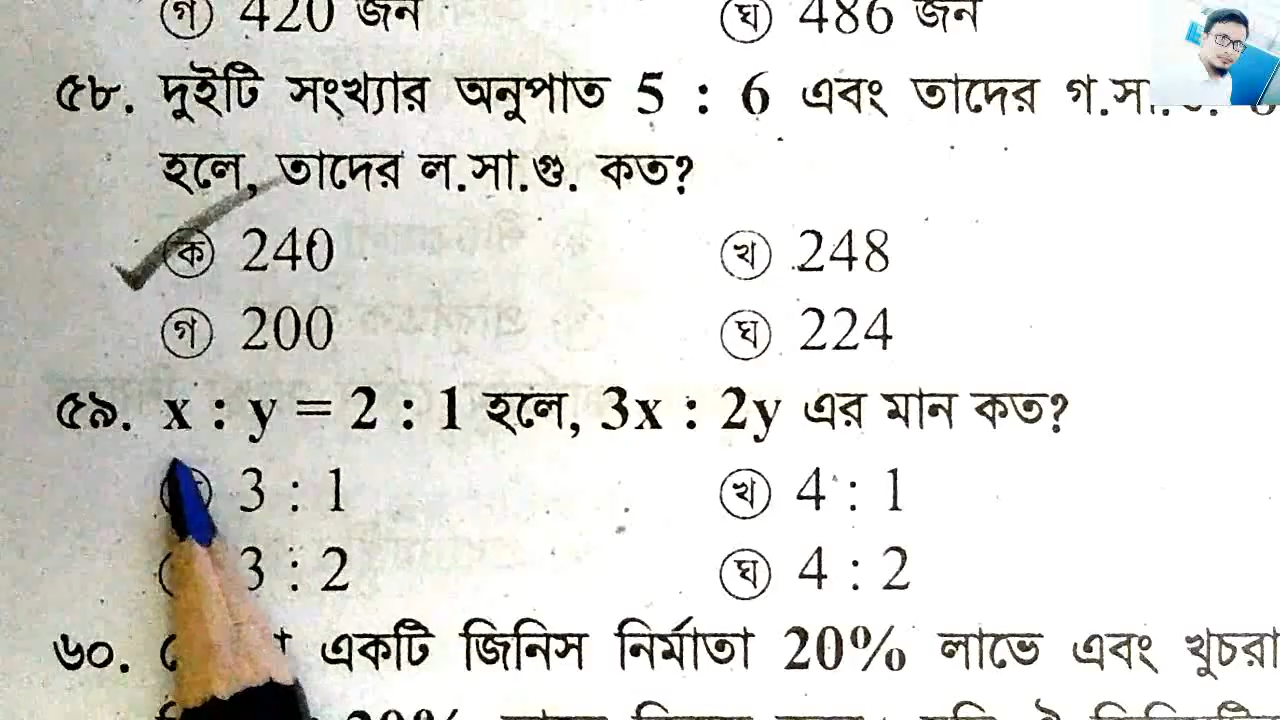 গ 420 জন ঘ 486 জন
৫৮. দুইটি সংখ্যার অনুপাত 5 : 6 এবং তাদের
হলে, তাদের ল.সা.গু. কত?
ক 240 খ 248
গ 200 ঘ 224
৫৯. x : y = 2 : 1 হলে, 3x : 2y এর মান কত?
3 : 1 খ 4 : 1
3 : 2 ঘ 4 : 2
৬০. একটি জিনিস নির্মাতা 20% লাভে এবং খুচরা
20%